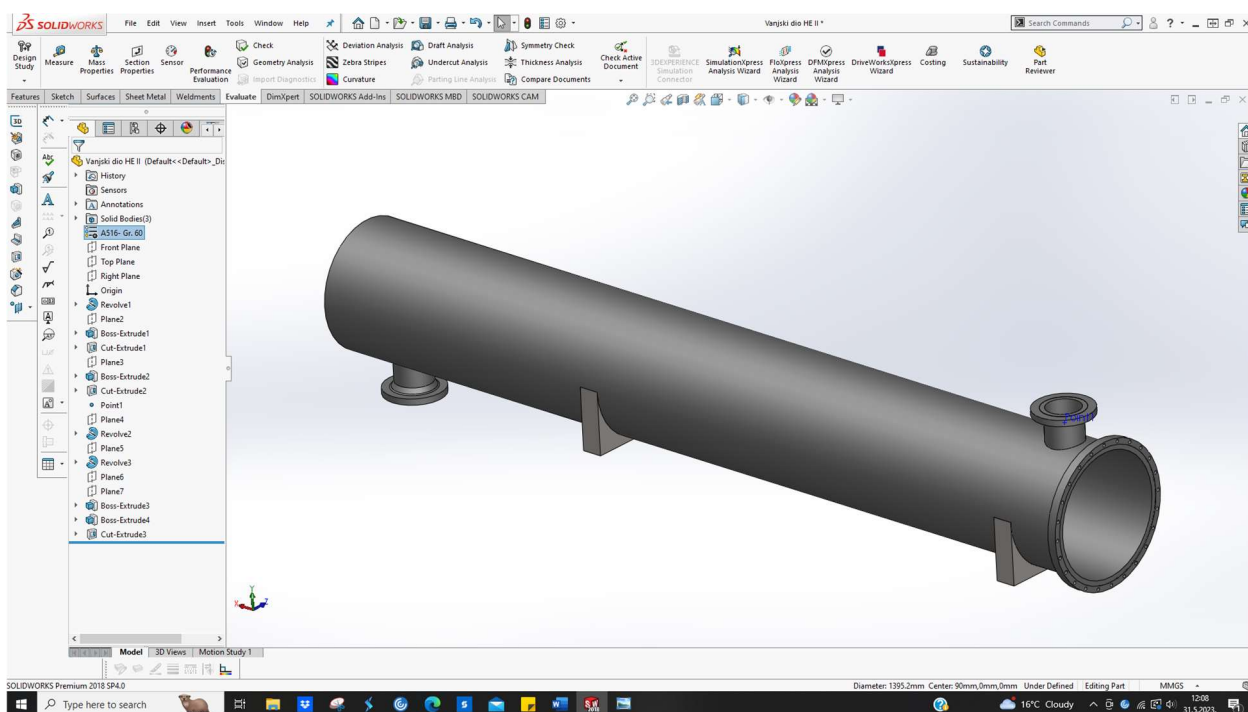 SOLIDWORKS File Edit View Insert Tools Window Help Vanjski dio HE II * Search Commands
Design Study Measure Mass Properties Section Properties Sensor Performance Evaluation
Check Deviation Analysis Draft Analysis Symmetry Check
Geometry Analysis Zebra Stripes Undercut Analysis Thickness Analysis
Import Diagnostics Curvature Parting Line Analysis Compare Documents
Check Active Document 3DEXPERIENCE Simulation Connector SimulationXpress Analysis Wizard FloXpress Analysis Wizard DFMXpress Analysis Wizard DriveWorksXpress Wizard Costing Sustainability Part Reviewer
Features Sketch Surfaces Sheet Metal Weldments Evaluate DimXpert SOLIDWORKS Add-Ins SOLIDWORKS MBD SOLIDWORKS CAM
Vanjski dio HE II (Default<<Default>_Dis
History
Sensors
Annotations
Solid Bodies(3)
A516- Gr. 60
Front Plane
Top Plane
Right Plane
Origin
Revolve1
Plane2
Boss-Extrude1
Cut-Extrude1
Plane3
Boss-Extrude2
Cut-Extrude2
Point1
Plane4
Revolve2
Plane5
Revolve3
Plane6
Plane7
Boss-Extrude3
Boss-Extrude4
Cut-Extrude3
Y
X
Z
Model 3D Views Motion Study 1
SOLIDWORKS Premium 2018 SP4.0 Diameter: 1395.2mm Center: 90mm,0mm,0mm Under Defined Editing Part MMGS
Type here to search 16°C Cloudy 12:08
31.5.2023.